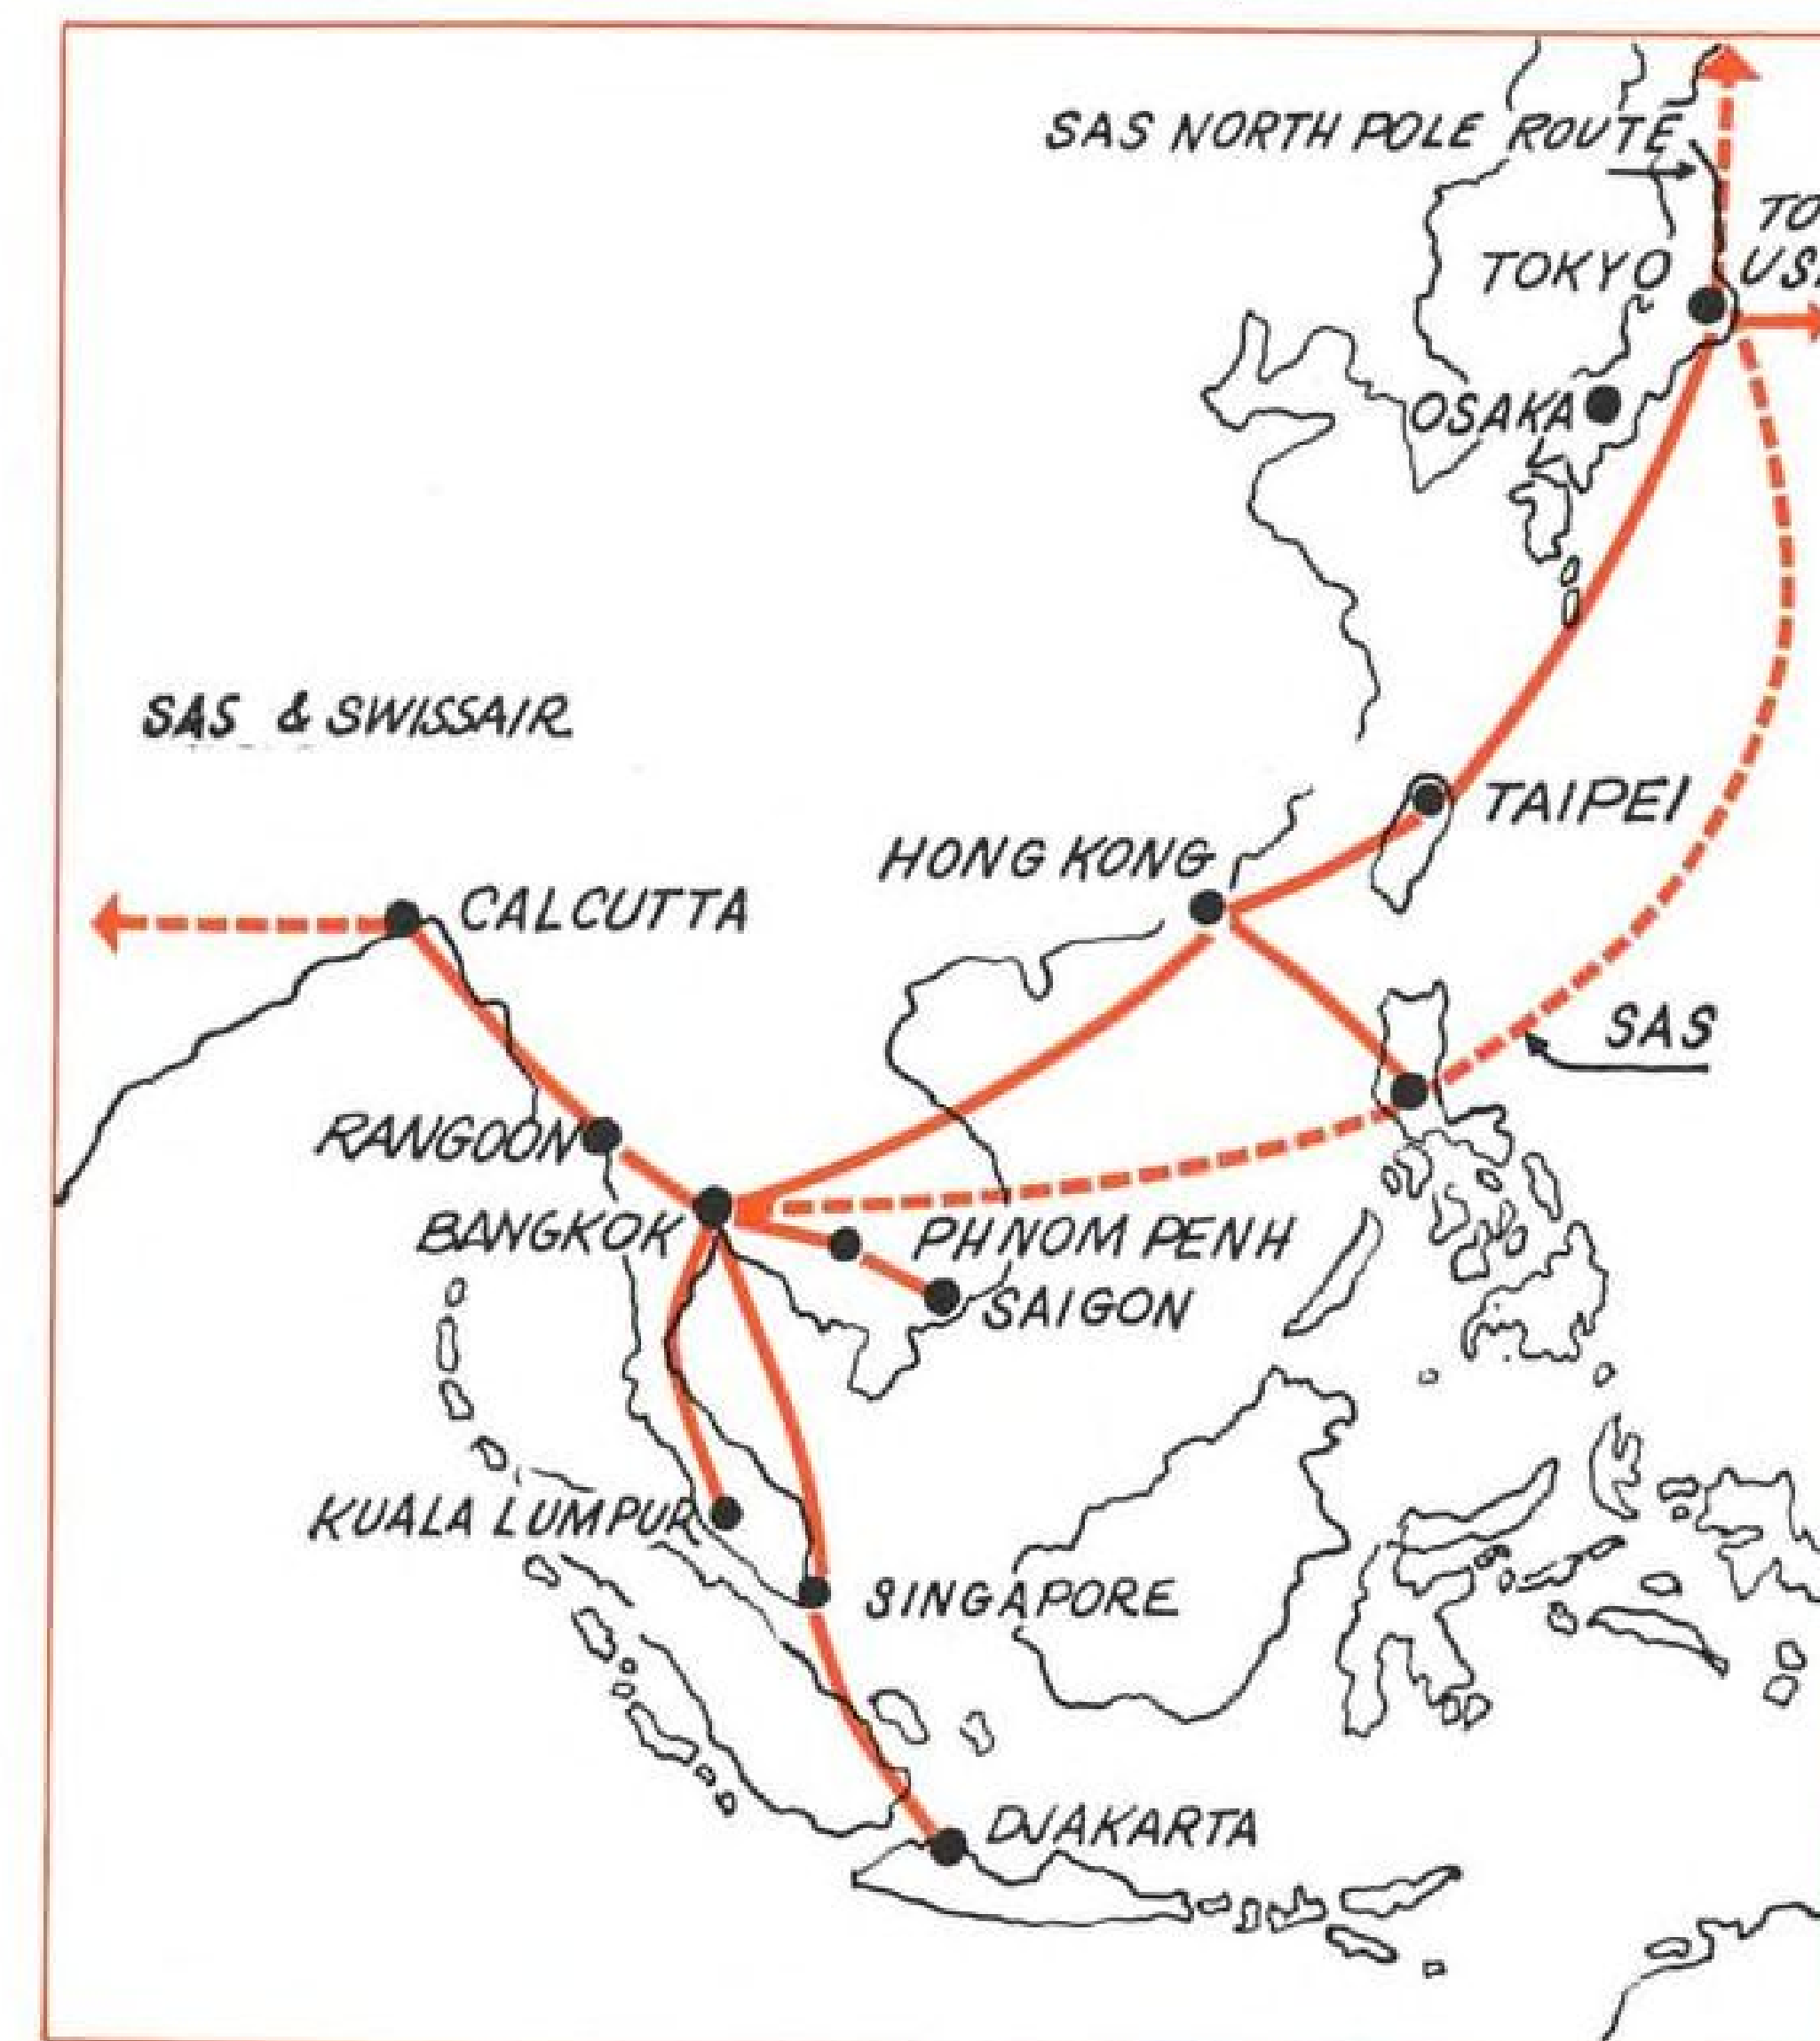 SAS NORTH POLE ROUTE
TO
TOKYO
OSAKA
SAS & SWISSAIR
TAIPEI
HONG KONG
CALCUTTA
SAS
RANGOON
BANGKOK
PHNOM PENH
SAIGON
KUALA LUMPUR
SINGAPORE
DJAKARTA